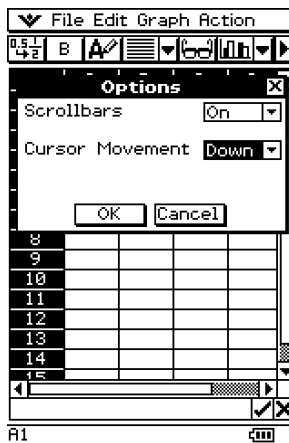 File Edit Graph Action
0.5 1/2 B A
Options
Scrollbars On
Cursor Movement Down
OK Cancel
8
9
10
11
12
13
14
15
A1